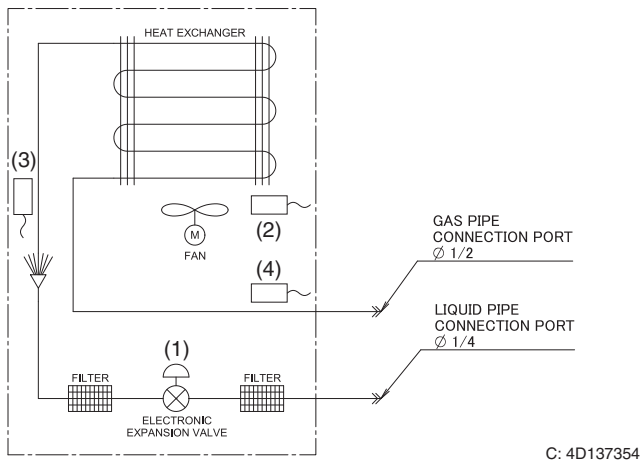 HEAT EXCHANGER
(3)
M
FAN
(2)
(4)
GAS PIPE
CONNECTION PORT
Ø 1/2
LIQUID PIPE
CONNECTION PORT
Ø 1/4
(1)
FILTER
FILTER
ELECTRONIC
EXPANSION VALVE
C: 4D137354